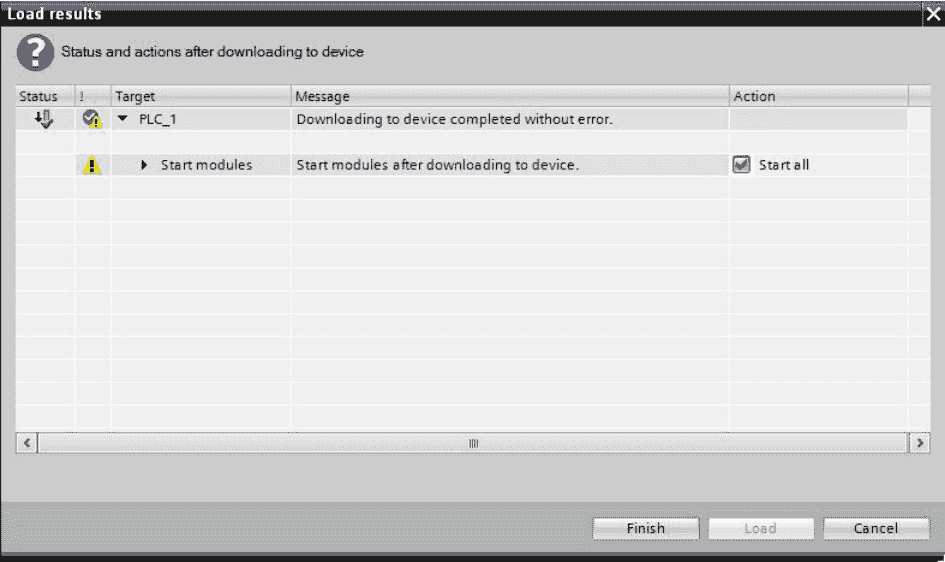 Load results
Status and actions after downloading to device
Status ! Target Message Action
PLC_1 Downloading to device completed without error.
Start modules Start modules after downloading to device. Start all
Finish Load Cancel